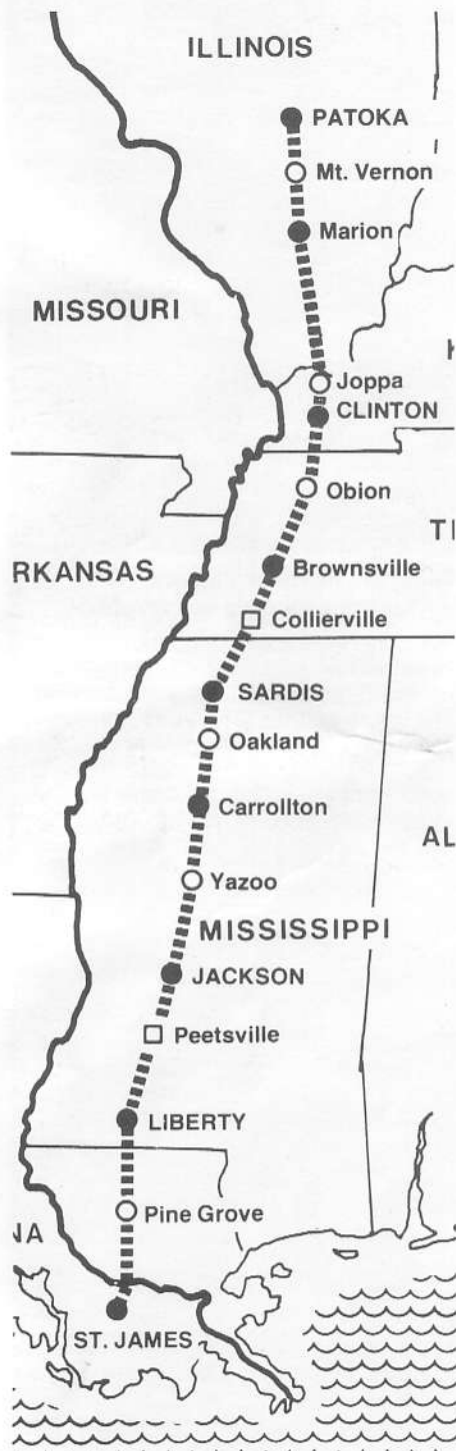 ILLINOIS
PATOKA
Mt. Vernon
Marion
MISSOURI
Joppa
CLINTON
Obion
RKANSAS
Brownsville
Collierville
SARDIS
Oakland
Carrollton
AL
Yazoo
MISSISSIPPI
JACKSON
Peetsville
LIBERTY
Pine Grove
NA
ST. JAMES